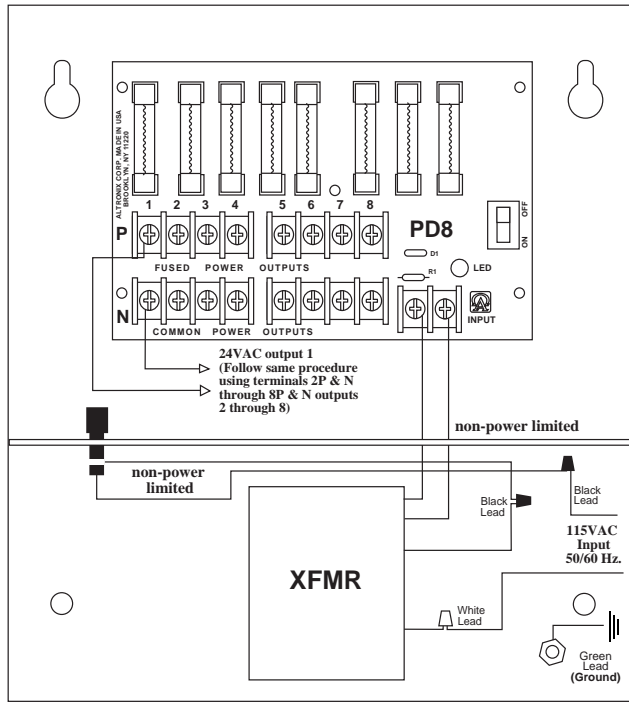 ALTRONIX CORP. MADE IN USA
BROOKLYN, NY 11220
1 2 3 4 5 6 7 8
P
PD8
OFF
ON
D1
FUSED POWER OUTPUTS
LED
R1
N
INPUT
COMMON POWER OUTPUTS
24VAC output 1
(Follow same procedure
using terminals 2P & N
through 8P & N outputs
2 through 8)
non-power limited
non-power
limited
Black
Lead
Black
Lead
115VAC
Input
50/60 Hz.
XFMR
White
Lead
Green
Lead
(Ground)